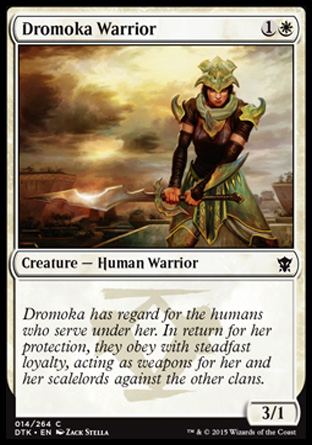 Dromoka Warrior 1
Creature — Human Warrior
Dromoka has regard for the humans
who serve under her. In return for her
protection, they obey with steadfast
loyalty, acting as weapons for her and
her scalelords against the other clans.
3/1
014/264 C
DTK • EN Zack Stella ™ & © 2015 Wizards of the Coast